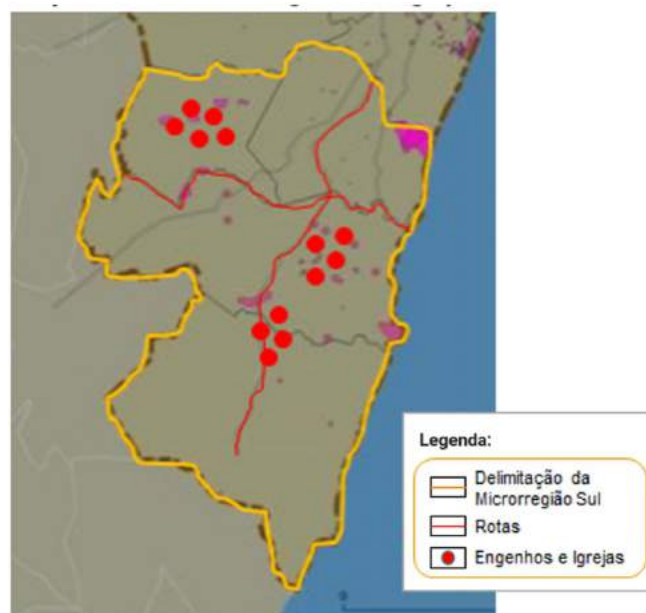 Legenda:
Delimitação da
Microrregião Sul
Rotas
Engenhos e Igrejas